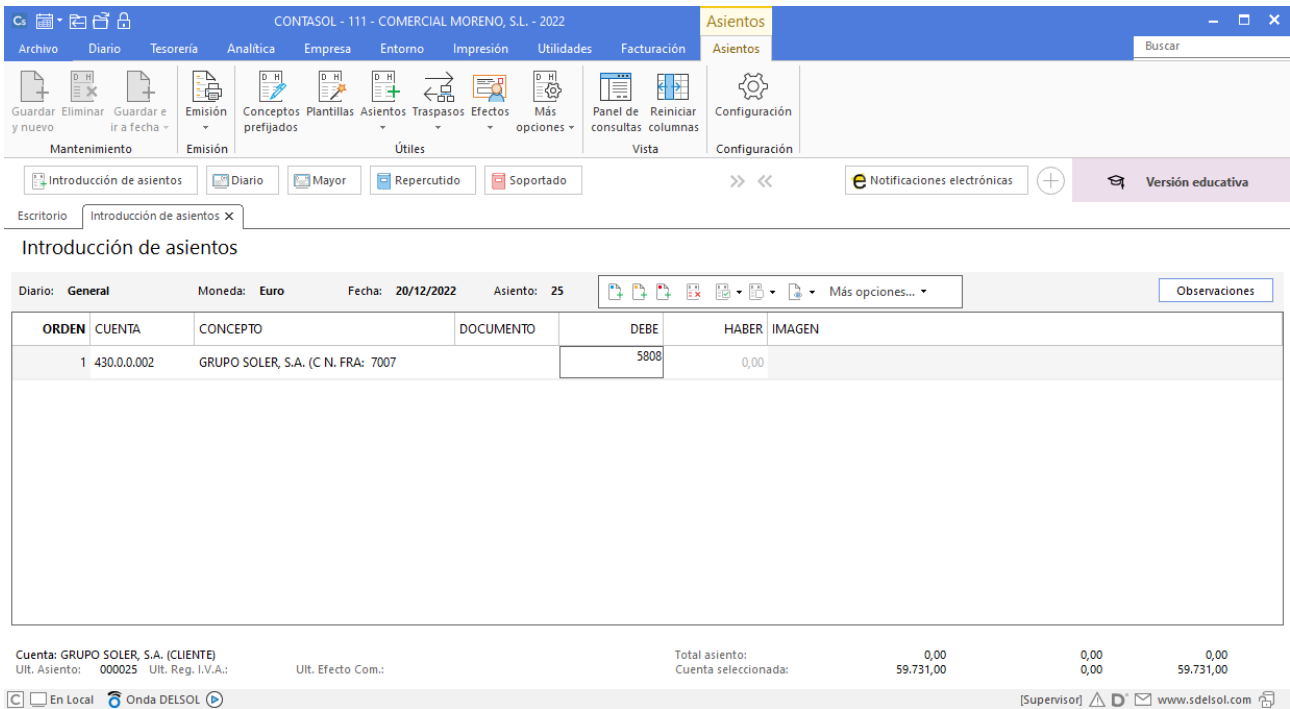 Cs CONTASOL - 111 - COMERCIAL MORENO, S.L. - 2022 Asientos
Archivo Diario Tesorería Analítica Empresa Entorno Impresión Utilidades Facturación Asientos Buscar
D H D H D H D H D H
Guardar Eliminar Guardar e Emisión Conceptos Plantillas Asientos Traspasos Efectos Más Panel de Reiniciar Configuración
y nuevo ir a fecha prefijados opciones consultas columnas
Mantenimiento Emisión Útiles Vista Configuración
Introducción de asientos Diario Mayor Repercutido Soportado e Notificaciones electrónicas Versión educativa
Escritorio Introducción de asientos X
Introducción de asientos
Diario: General Moneda: Euro Fecha: 20/12/2022 Asiento: 25 Más opciones... Observaciones
ORDEN CUENTA CONCEPTO DOCUMENTO DEBE HABER IMAGEN
1 430.0.0.002 GRUPO SOLER, S.A. (C N. FRA: 7007 5808 0,00
Cuenta: GRUPO SOLER, S.A. (CLIENTE) Total asiento: 0,00 0,00 0,00
Ult. Asiento: 000025 Ult. Reg. I.V.A.: Ult. Efecto Com.: Cuenta seleccionada: 59.731,00 0,00 59.731,00
C En Local Onda DELSOL [Supervisor] D www.sdelsol.com